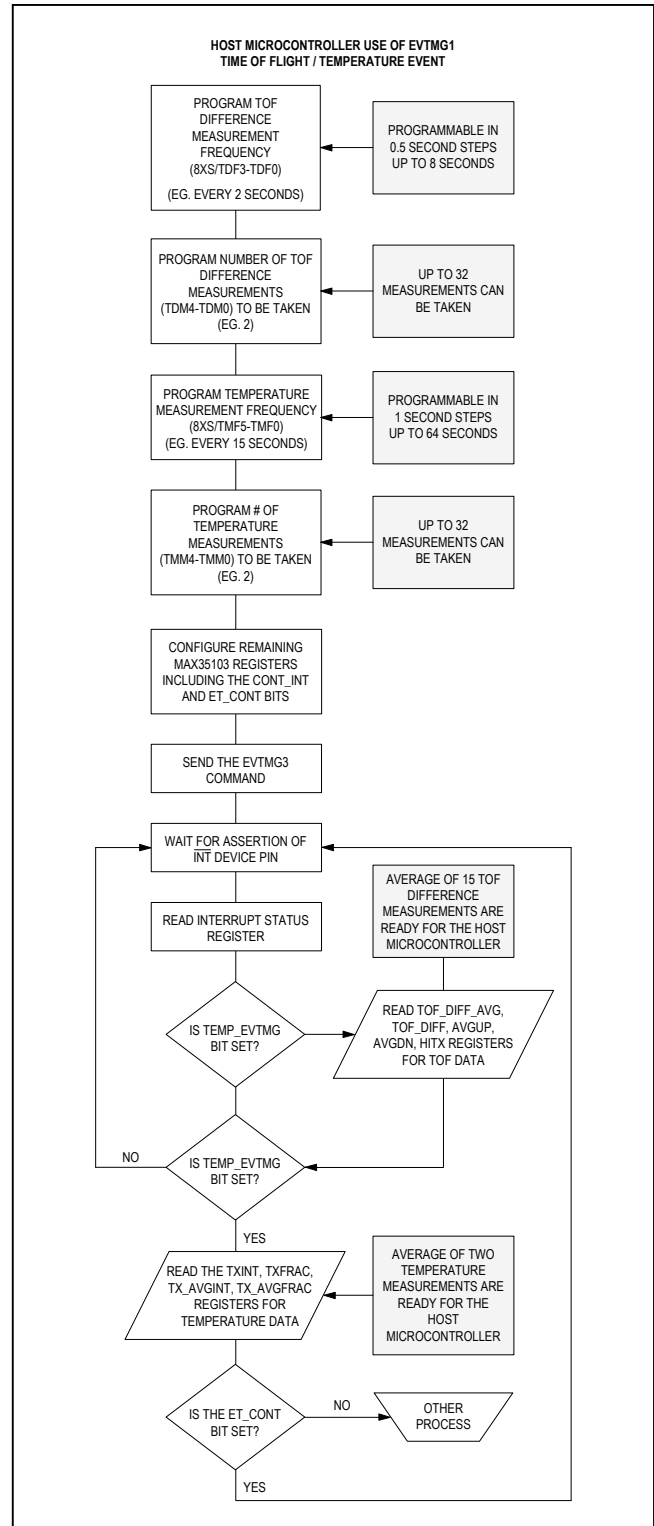 HOST MICROCONTROLLER USE OF EVTMG1
TIME OF FLIGHT / TEMPERATURE EVENT
PROGRAM TOF
DIFFERENCE
MEASUREMENT
FREQUENCY
(8XS/TDF3-TDF0)
(EG. EVERY 2 SECONDS)
PROGRAMMABLE IN
0.5 SECOND STEPS
UP TO 8 SECONDS
PROGRAM NUMBER OF TOF
DIFFERENCE
MEASUREMENTS
(TDM4-TDM0) TO BE TAKEN
(EG. 2)
UP TO 32
MEASUREMENTS CAN
BE TAKEN
PROGRAM TEMPERATURE
MEASUREMENT FREQUENCY
(8XS/TMF5-TMF0)
(EG. EVERY 15 SECONDS)
PROGRAMMABLE IN
1 SECOND STEPS
UP TO 64 SECONDS
PROGRAM # OF
TEMPERATURE
MEASUREMENTS
(TMM4-TMM0) TO BE TAKEN
(EG. 2)
UP TO 32
MEASUREMENTS CAN
BE TAKEN
CONFIGURE REMAINING
MAX35103 REGISTERS
INCLUDING THE CONT_INT
AND ET_CONT BITS
SEND THE EVTMG3
COMMAND
WAIT FOR ASSERTION OF
INT DEVICE PIN
READ INTERRUPT STATUS
REGISTER
AVERAGE OF 15 TOF
DIFFERENCE
MEASUREMENTS ARE
READY FOR THE HOST
MICROCONTROLLER
IS TEMP_EVTMG
BIT SET?
READ TOF_DIFF_AVG,
TOF_DIFF, AVGUP,
AVGDN, HITX REGISTERS
FOR TOF DATA
NO
IS TEMP_EVTMG
BIT SET?
YES
READ THE TXINT, TXFRAC,
TX_AVGINT, TX_AVGFRAC
REGISTERS FOR
TEMPERATURE DATA
AVERAGE OF TWO
TEMPERATURE
MEASUREMENTS ARE
READY FOR THE
HOST
MICROCONTROLLER
IS THE ET_CONT
BIT SET?
NO
OTHER
PROCESS
YES